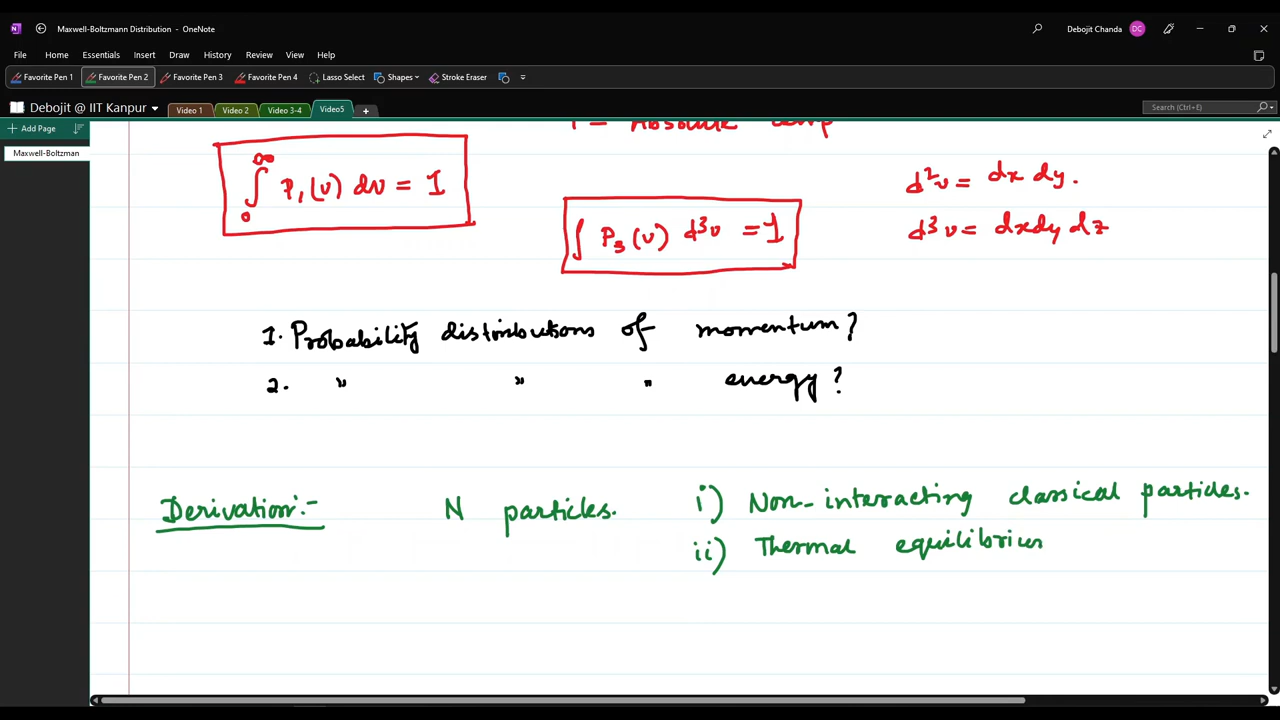 Maxwell-Boltzmann Distribution - OneNote
Debojit Chanda DC
File Home Essentials Insert Draw History Review View Help
Favorite Pen 1 Favorite Pen 2 Favorite Pen 3 Favorite Pen 4 Lasso Select Shapes Stroke Eraser
Debojit @ IIT Kanpur Video 1 Video 2 Video 3-4 Video5 + Search (Ctrl+E)
+ Add Page
Maxwell-Boltzman
T = Absolute temp
∫₀^∞ P₁(v) dv = 1
∫ P₃(v) d³v = 1
d²v = dx dy.
d³v = dxdy dz
1. Probability distributions of momentum?
2. " " " energy?
Derivation:- N particles. i) Non-interacting classical particles.
ii) Thermal equilibrium